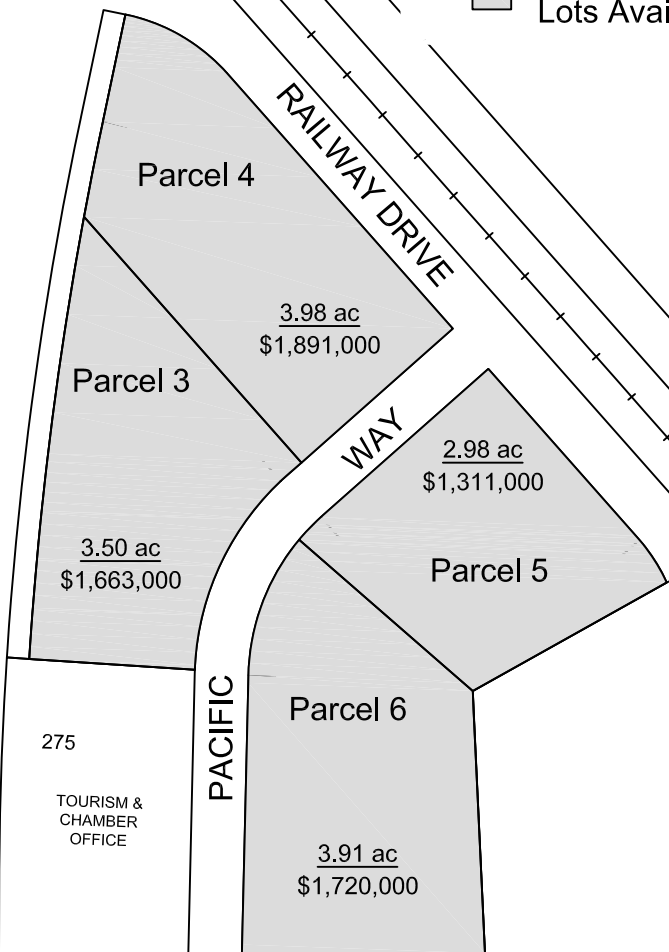 Lots Avai
RAILWAY DRIVE
Parcel 4
3.98 ac
$1,891,000
Parcel 3
WAY
2.98 ac
$1,311,000
3.50 ac
$1,663,000
Parcel 5
PACIFIC
Parcel 6
275
TOURISM &
CHAMBER
OFFICE
3.91 ac
$1,720,000